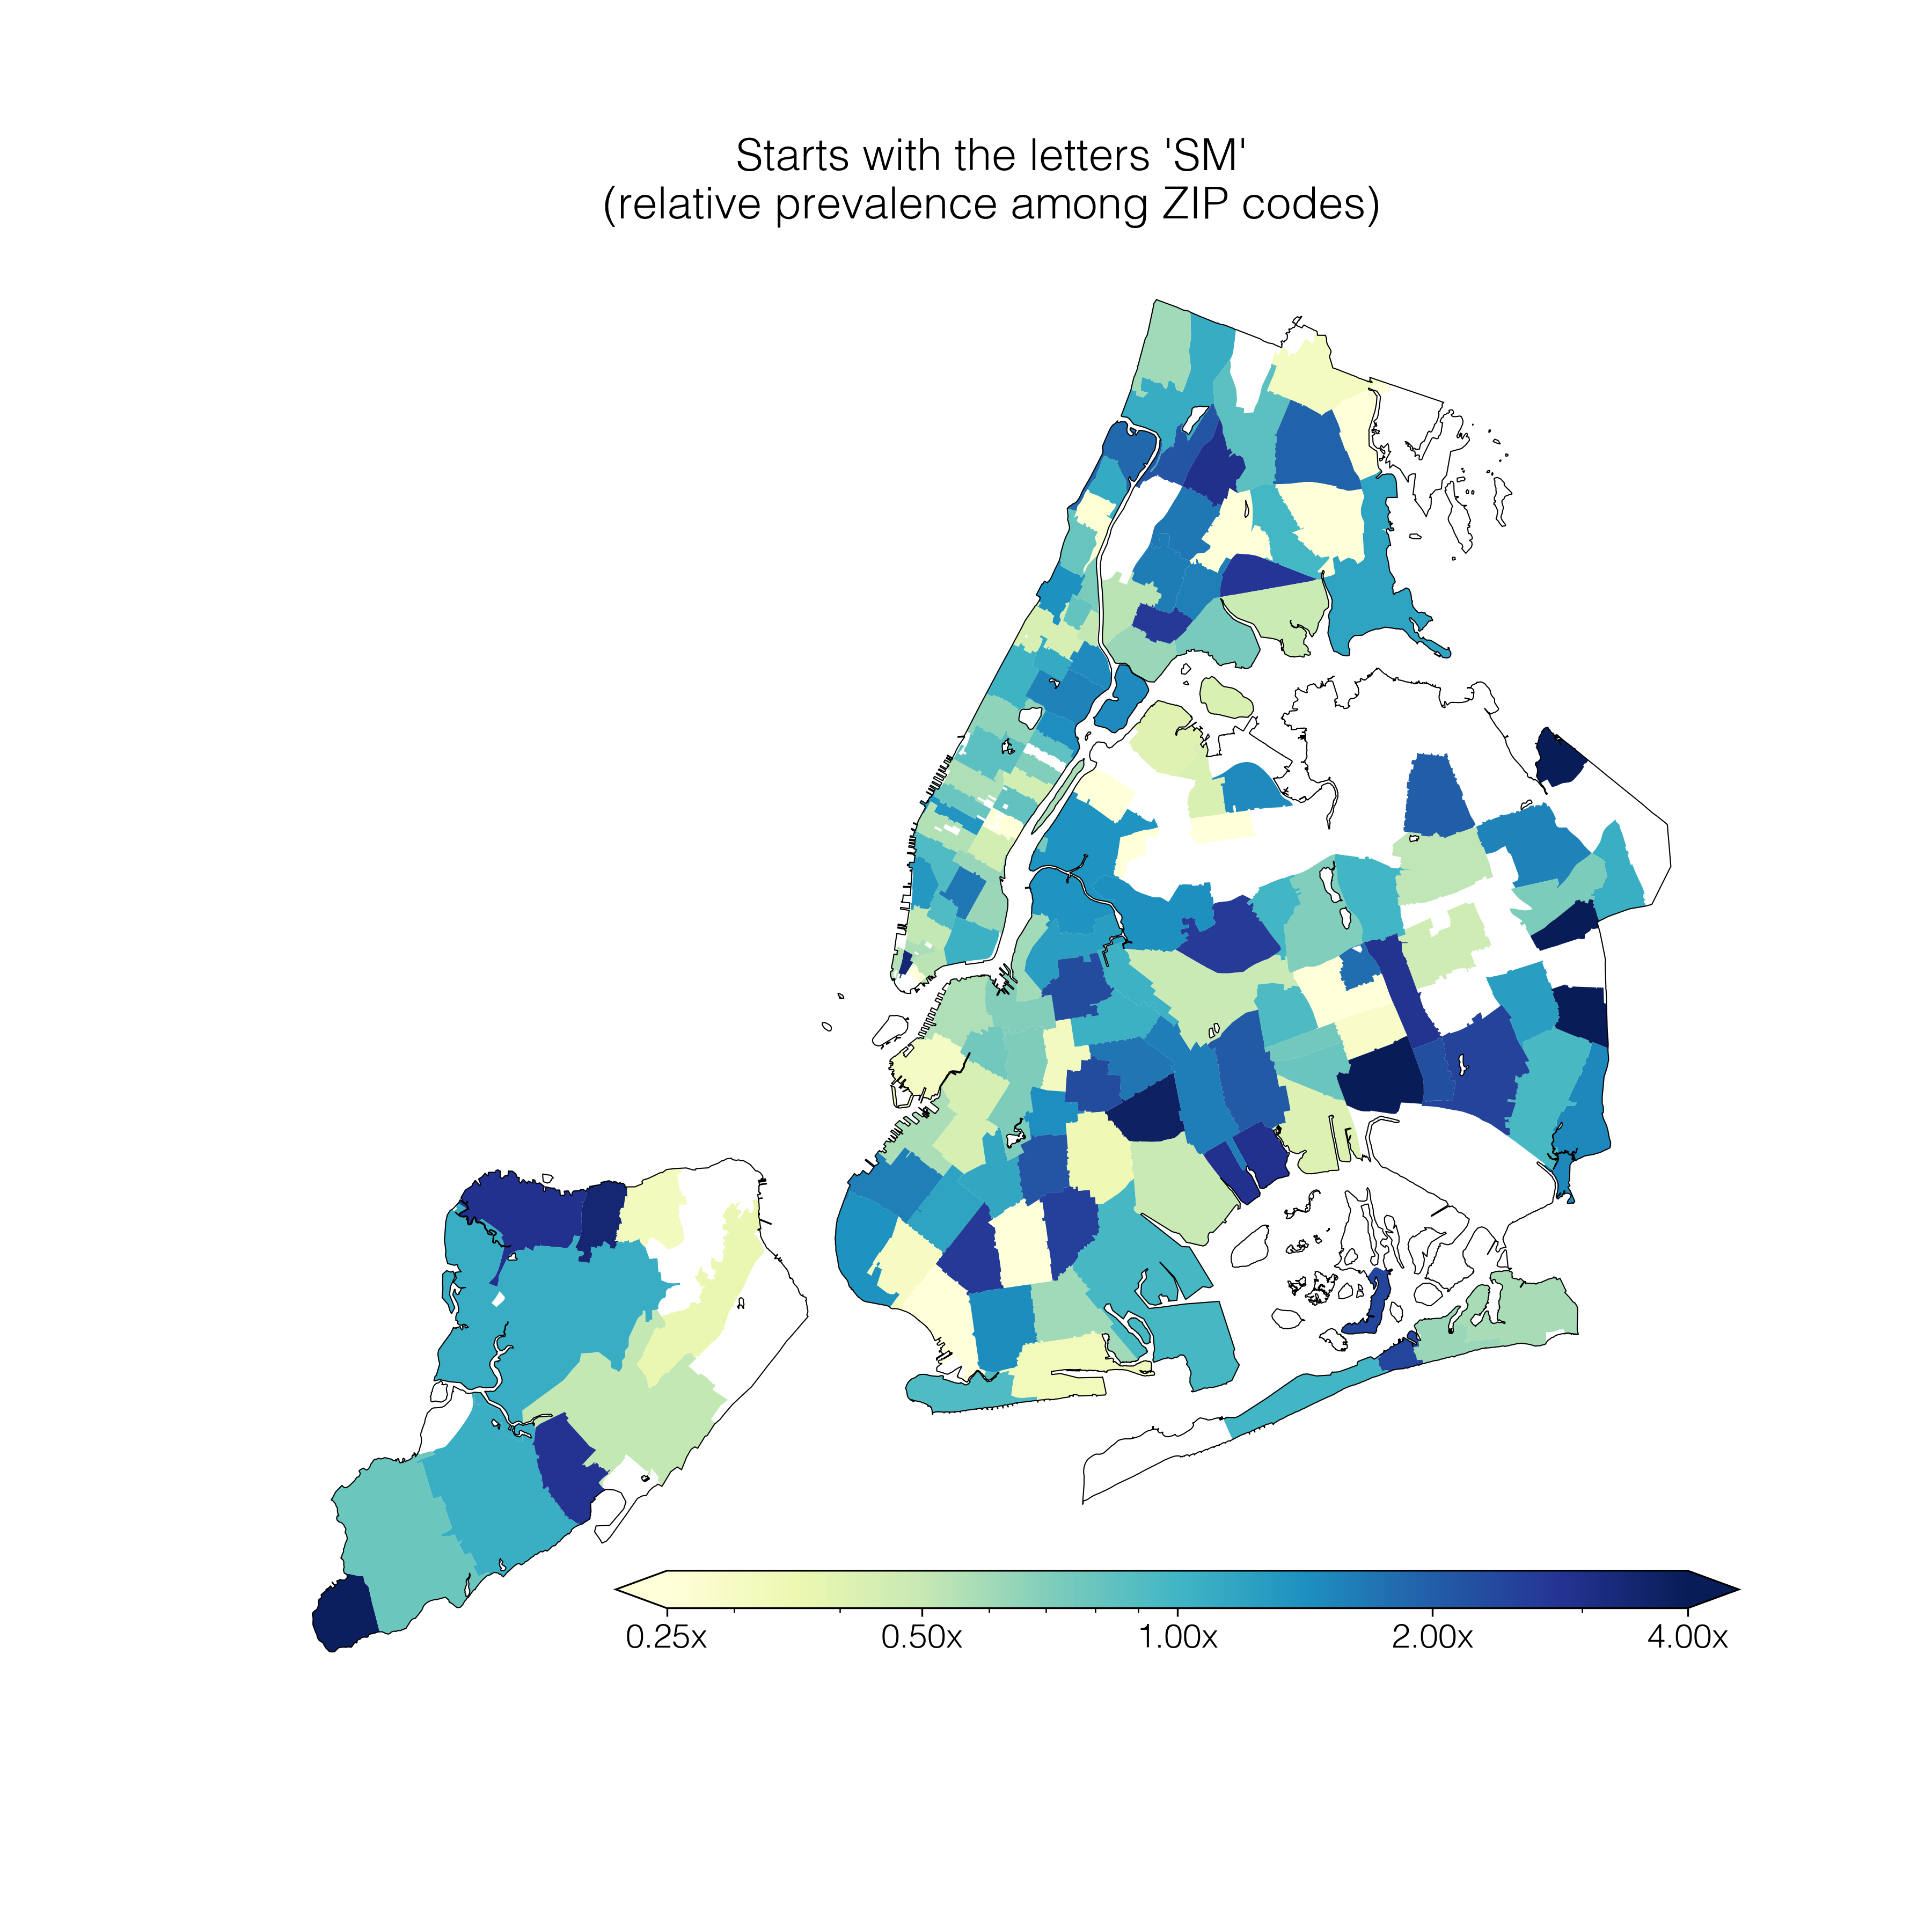 Starts with the letters 'SM'
(relative prevalence among ZIP codes)
0.25x 0.50x 1.00x 2.00x 4.00x